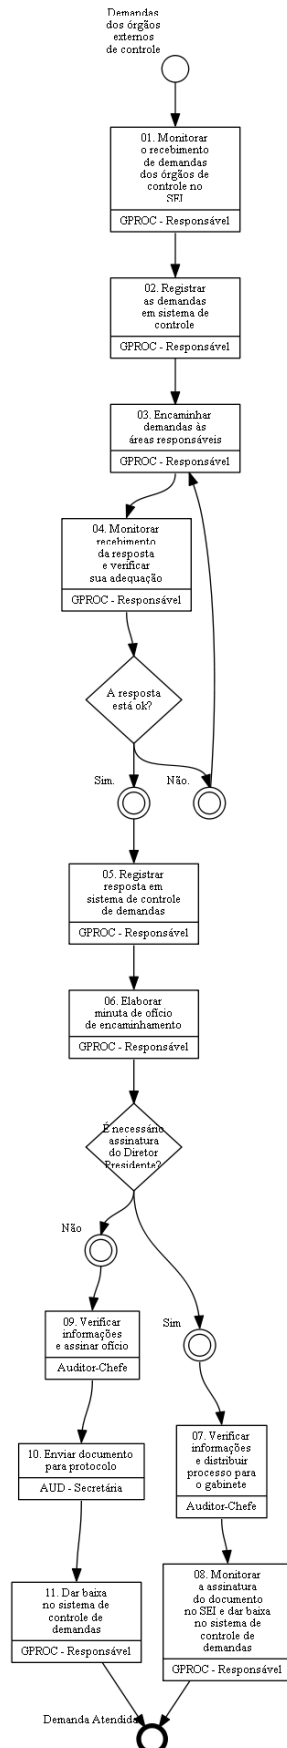 Demandas
dos órgãos
externos
de controle
01. Monitorar
o recebimento
de demandas
dos órgãos de
controle no
SEI
GPROC - Responsável
02. Registrar
as demandas
em sistema de
controle
GPROC - Responsável
03. Encaminhar
demandas às
áreas responsáveis
GPROC - Responsável
04. Monitorar
recebimento
da resposta
e verificar
sua adequação
GPROC - Responsável
A resposta
está ok?
Sim.
Não.
05. Registrar
resposta em
sistema de controle
de demandas
GPROC - Responsável
06. Elaborar
minuta de ofício
de encaminhamento
GPROC - Responsável
É necessário
assinatura
do Diretor
Presidente?
Não
09. Verificar
informações
e assinar ofício
Auditor-Chefe
Sim
07. Verificar
informações
e distribuir
processo para
o gabinete
Auditor-Chefe
10. Enviar documento
para protocolo
AUD - Secretária
08. Monitorar
a assinatura
do documento
no SEI e dar baixa
no sistema de
controle de
demandas
GPROC - Responsável
11. Dar baixa
no sistema de
controle de
demandas
GPROC - Responsável
Demanda Atendida